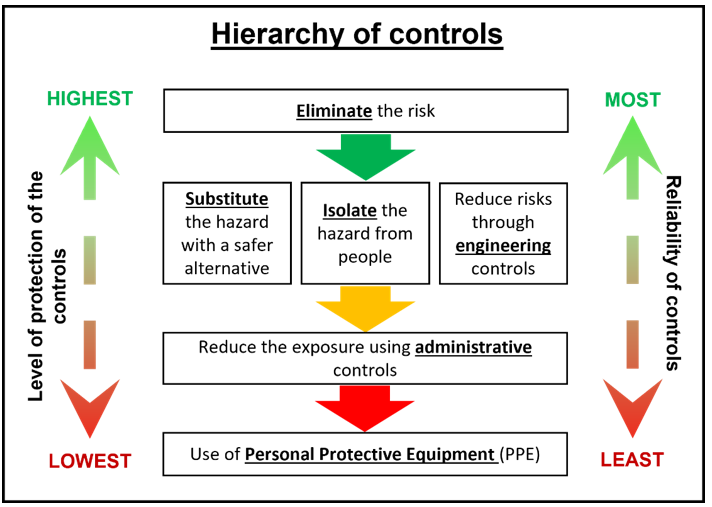 Hierarchy of controls
HIGHEST
MOST
Eliminate the risk
Level of protection of the
controls
Substitute
the hazard
with a safer
alternative
Isolate the
hazard from
people
Reduce risks
through
engineering
controls
Reliability of controls
Reduce the exposure using administrative
controls
LOWEST
LEAST
Use of Personal Protective Equipment (PPE)